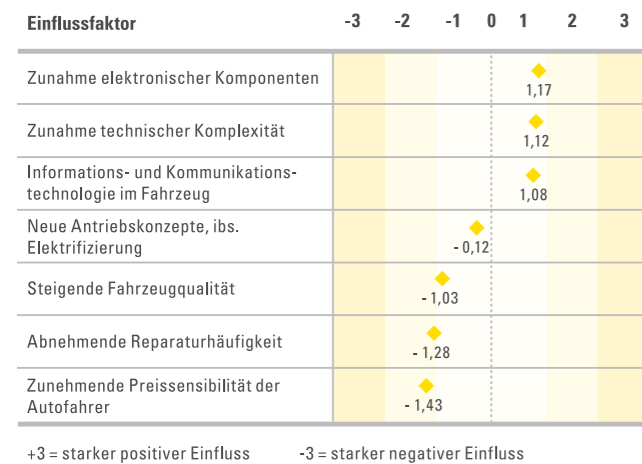 Einflussfaktor -3 -2 -1 0 1 2 3
Zunahme elektronischer Komponenten
1,17
Zunahme technischer Komplexität
1,12
Informations- und Kommunikations-
technologie im Fahrzeug
1,08
Neue Antriebskonzepte, ibs.
Elektrifizierung
- 0,12
Steigende Fahrzeugqualität
- 1,03
Abnehmende Reparaturhäufigkeit
- 1,28
Zunehmende Preissensibilität der
Autofahrer
- 1,43
+3 = starker positiver Einfluss -3 = starker negativer Einfluss